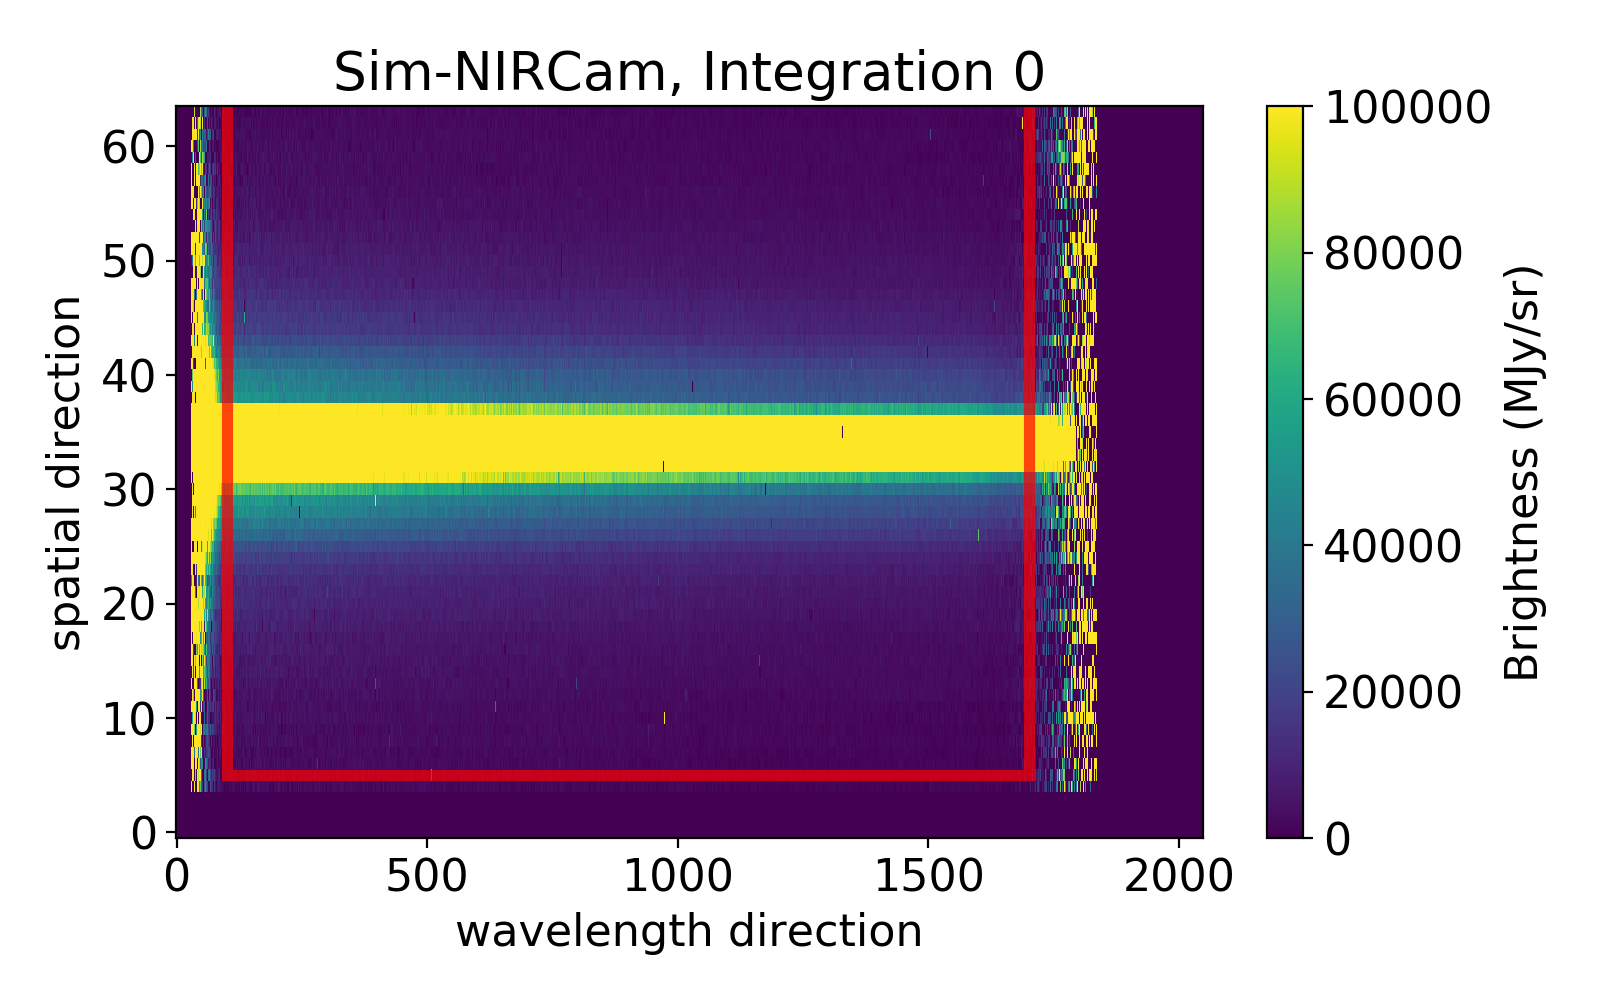 Sim-NIRCam, Integration 0
spatial direction
60
50
40
30
20
10
0
0 500 1000 1500 2000
wavelength direction
100000
80000
60000
40000
20000
0
Brightness (MJy/sr)